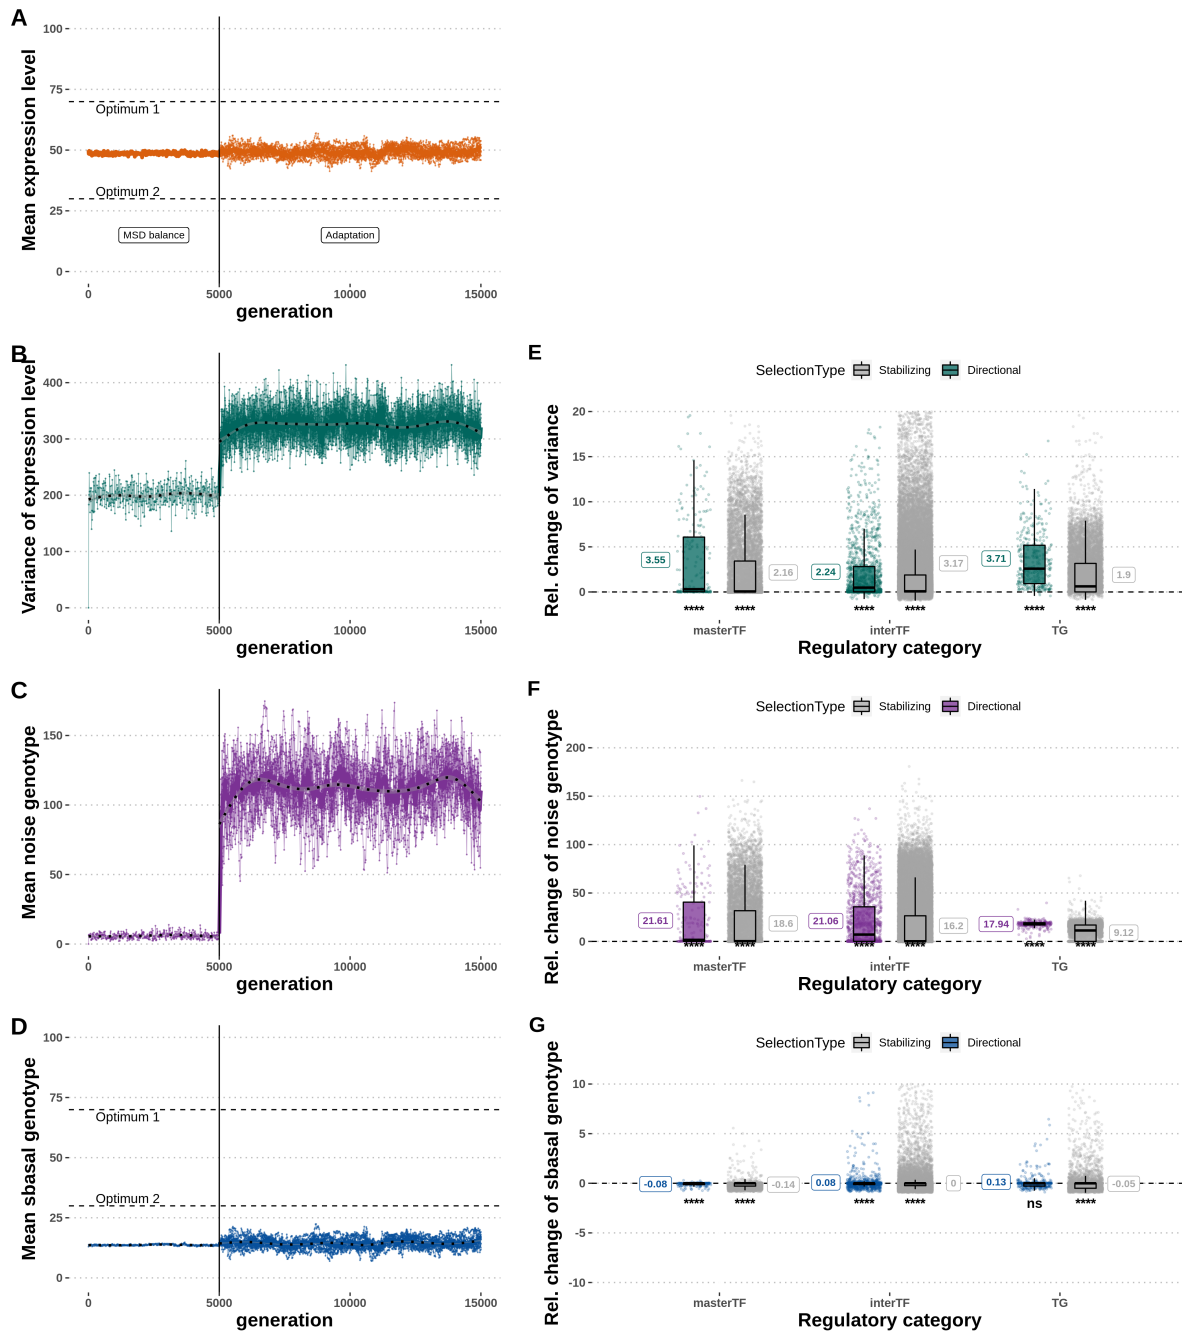 A
Mean expression level
100
75
50
25
0
Optimum 1
Optimum 2
MSD balance
Adaptation
0 5000 10000 15000
generation
B
Variance of expression level
400
300
200
100
0
0 5000 10000 15000
generation
C
Mean noise genotype
150
100
50
0
0 5000 10000 15000
generation
D
Mean sbasal genotype
100
75
50
25
0
Optimum 1
Optimum 2
0 5000 10000 15000
generation
E
SelectionType Stabilizing Directional
Rel. change of variance
20
15
10
5
0
3.55 2.16 2.24 3.17 3.71 1.9
**** **** **** **** **** ****
masterTF interTF TG
Regulatory category
F
SelectionType Stabilizing Directional
Rel. change of noise genotype
200
150
100
50
0
21.61 18.6 21.06 16.2 17.94 9.12
**** **** **** **** **** ****
masterTF interTF TG
Regulatory category
G
SelectionType Stabilizing Directional
Rel. change of sbasal genotype
10
5
0
-5
-10
-0.08 -0.14 0.08 0 0.13 -0.05
**** **** **** **** ns ****
masterTF interTF TG
Regulatory category